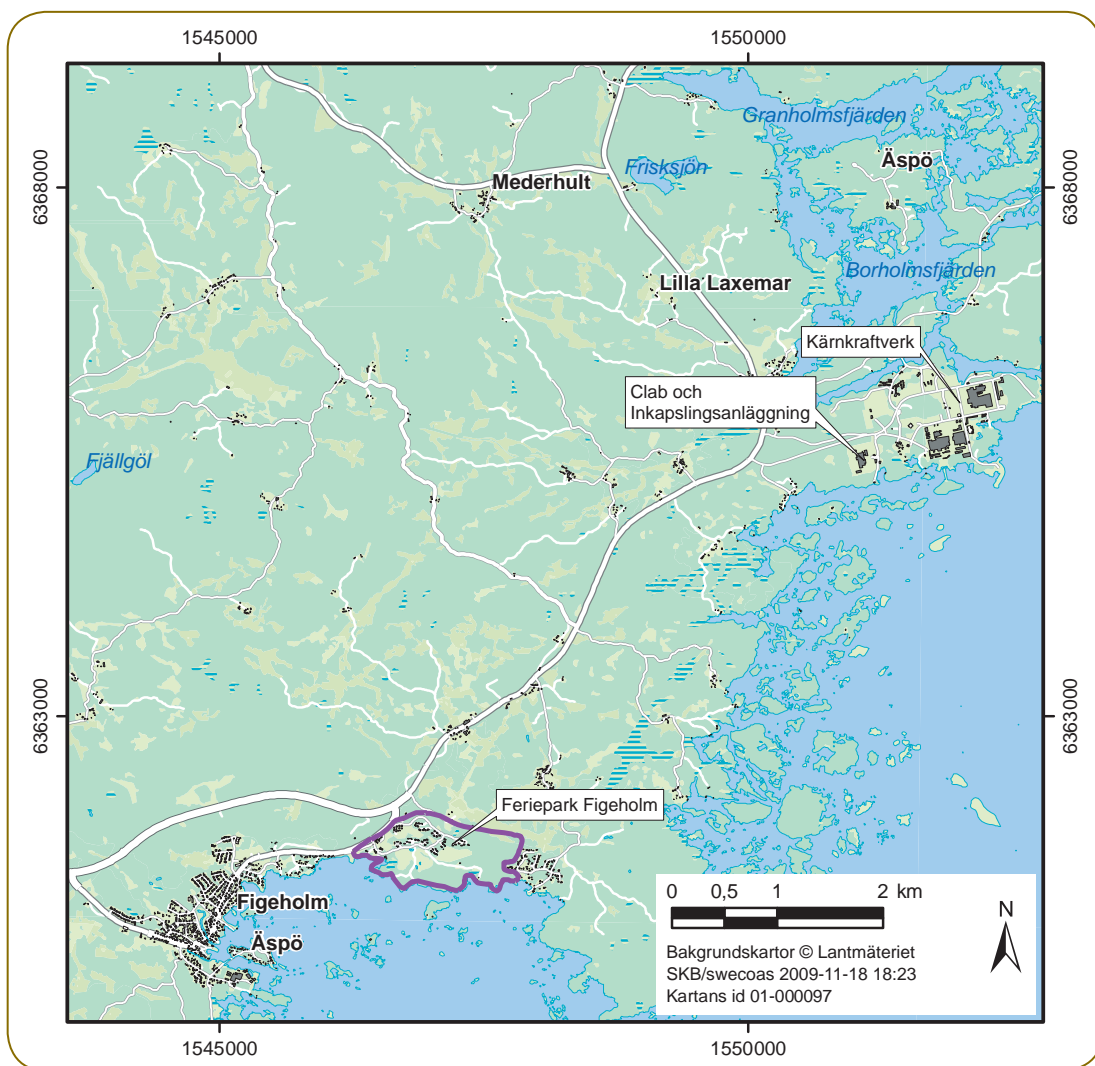 1545000
1550000
Granholmsfjärden
Äspö
Frisksjön
6368000
Mederhult
6368000
Borholmsfjärden
Lilla Laxemar
Kärnkraftverk
Clab och
Inkapslingsanläggning
Fjällgöl
6363000
6363000
Feriepark Figeholm
Figeholm
Äspö
0 0,5 1 2 km
N
Bakgrundskartor © Lantmäteriet
SKB/swecoas 2009-11-18 18:23
Kartans id 01-000097
1545000
1550000